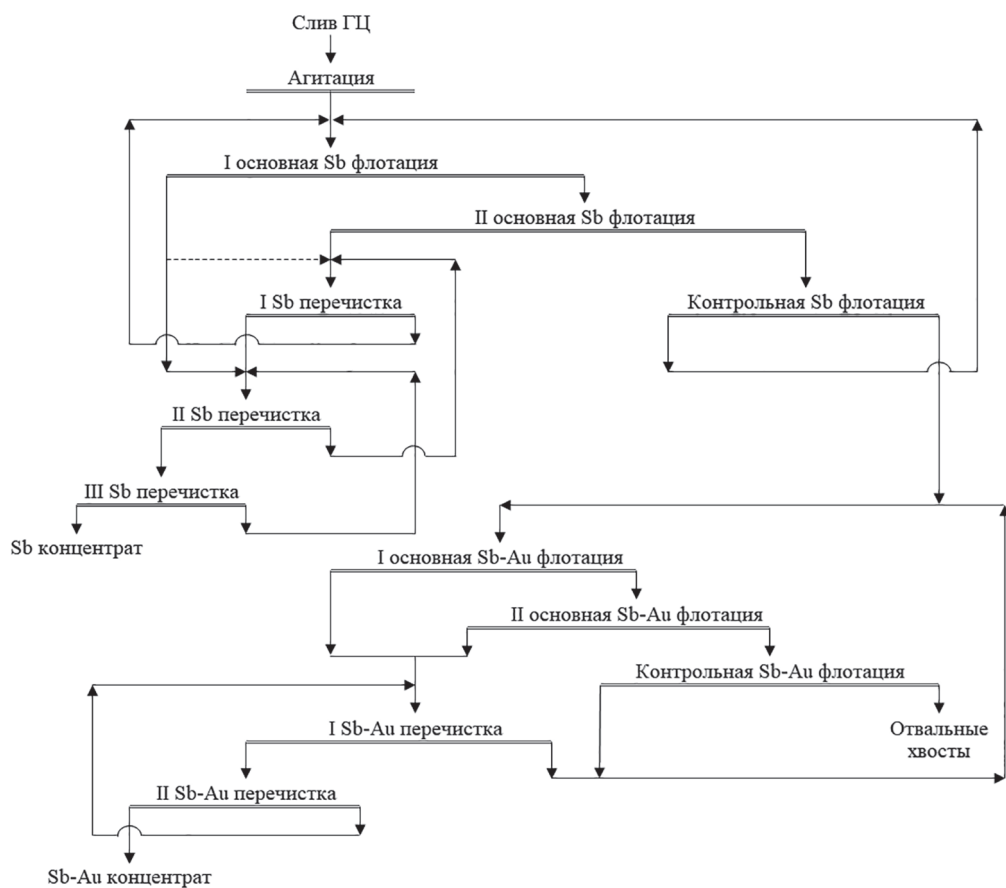 Слив ГЦ
Агитация
I основная Sb флотация
II основная Sb флотация
I Sb перечистка
Контрольная Sb флотация
II Sb перечистка
III Sb перечистка
Sb концентрат
I основная Sb-Au флотация
II основная Sb-Au флотация
Контрольная Sb-Au флотация
I Sb-Au перечистка
Отвальные
хвосты
II Sb-Au перечистка
Sb-Au концентрат